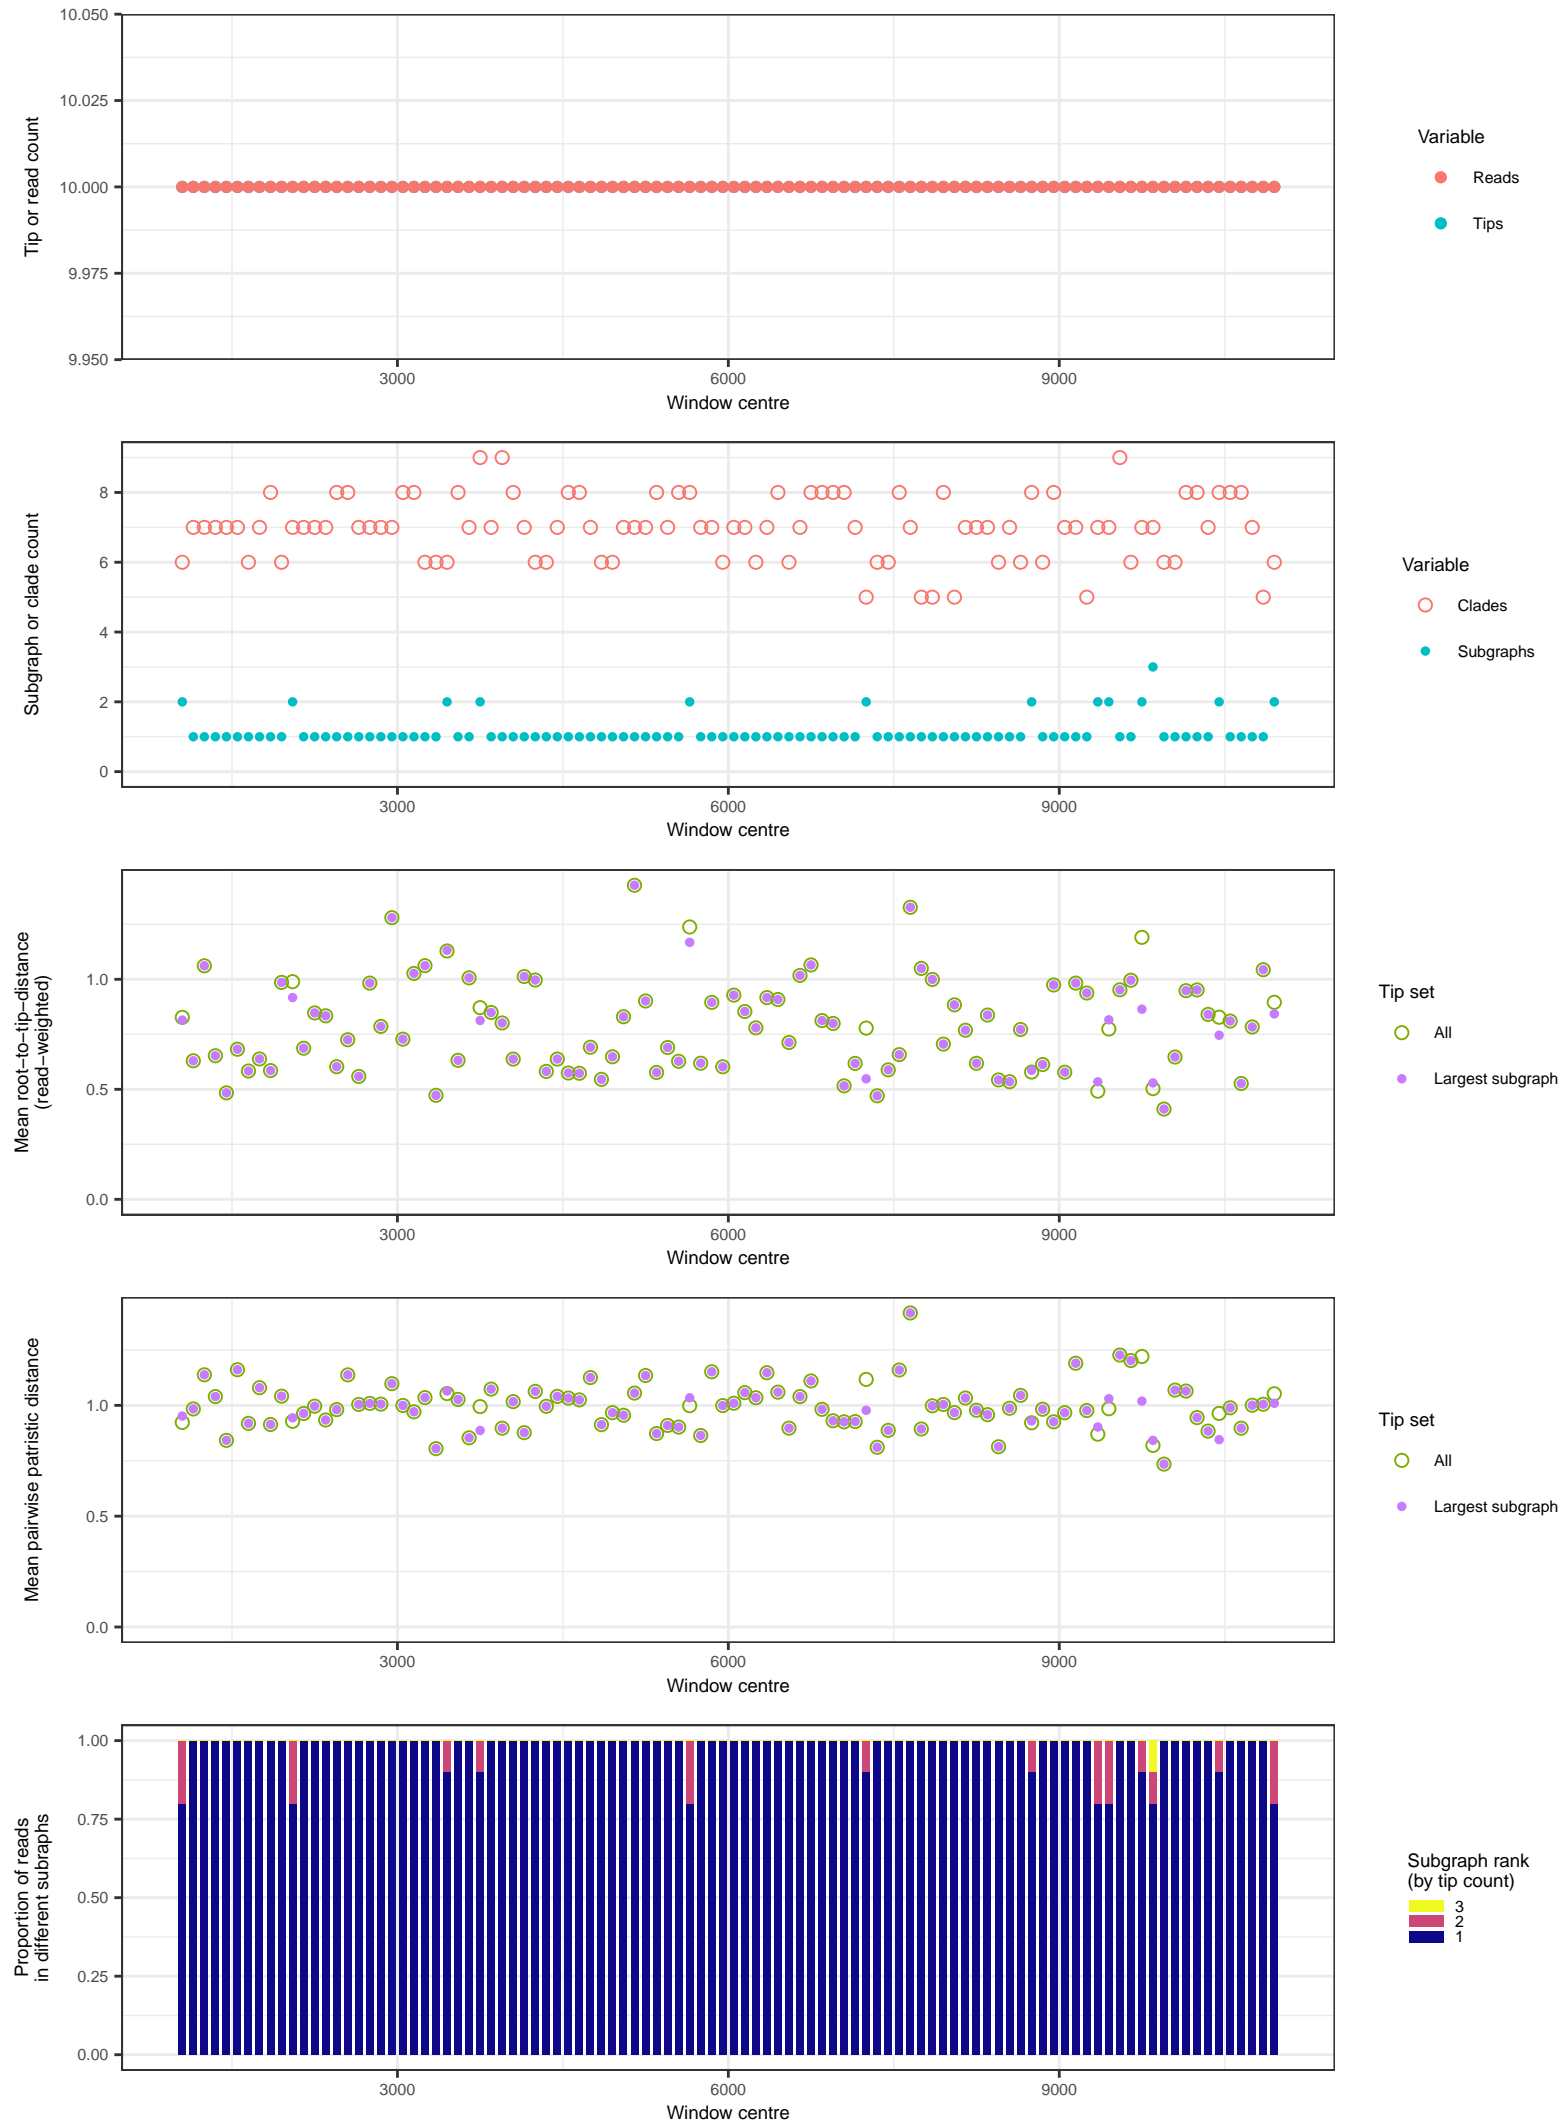 10.050
10.025
10.000
9.975
9.950
Tip or read count
3000 6000 9000
Window centre
Variable
Reads
Tips
8
6
4
2
0
Subgraph or clade count
3000 6000 9000
Window centre
Variable
Clades
Subgraphs
1.0
0.5
0.0
Mean root−to−tip−distance
(read−weighted)
3000 6000 9000
Window centre
Tip set
All
Largest subgraph
1.0
0.5
0.0
Mean pairwise patristic distance
3000 6000 9000
Window centre
Tip set
All
Largest subgraph
1.00
0.75
0.50
0.25
0.00
Proportion of reads
in different subraphs
3000 6000 9000
Window centre
Subgraph rank
(by tip count)
3
2
1